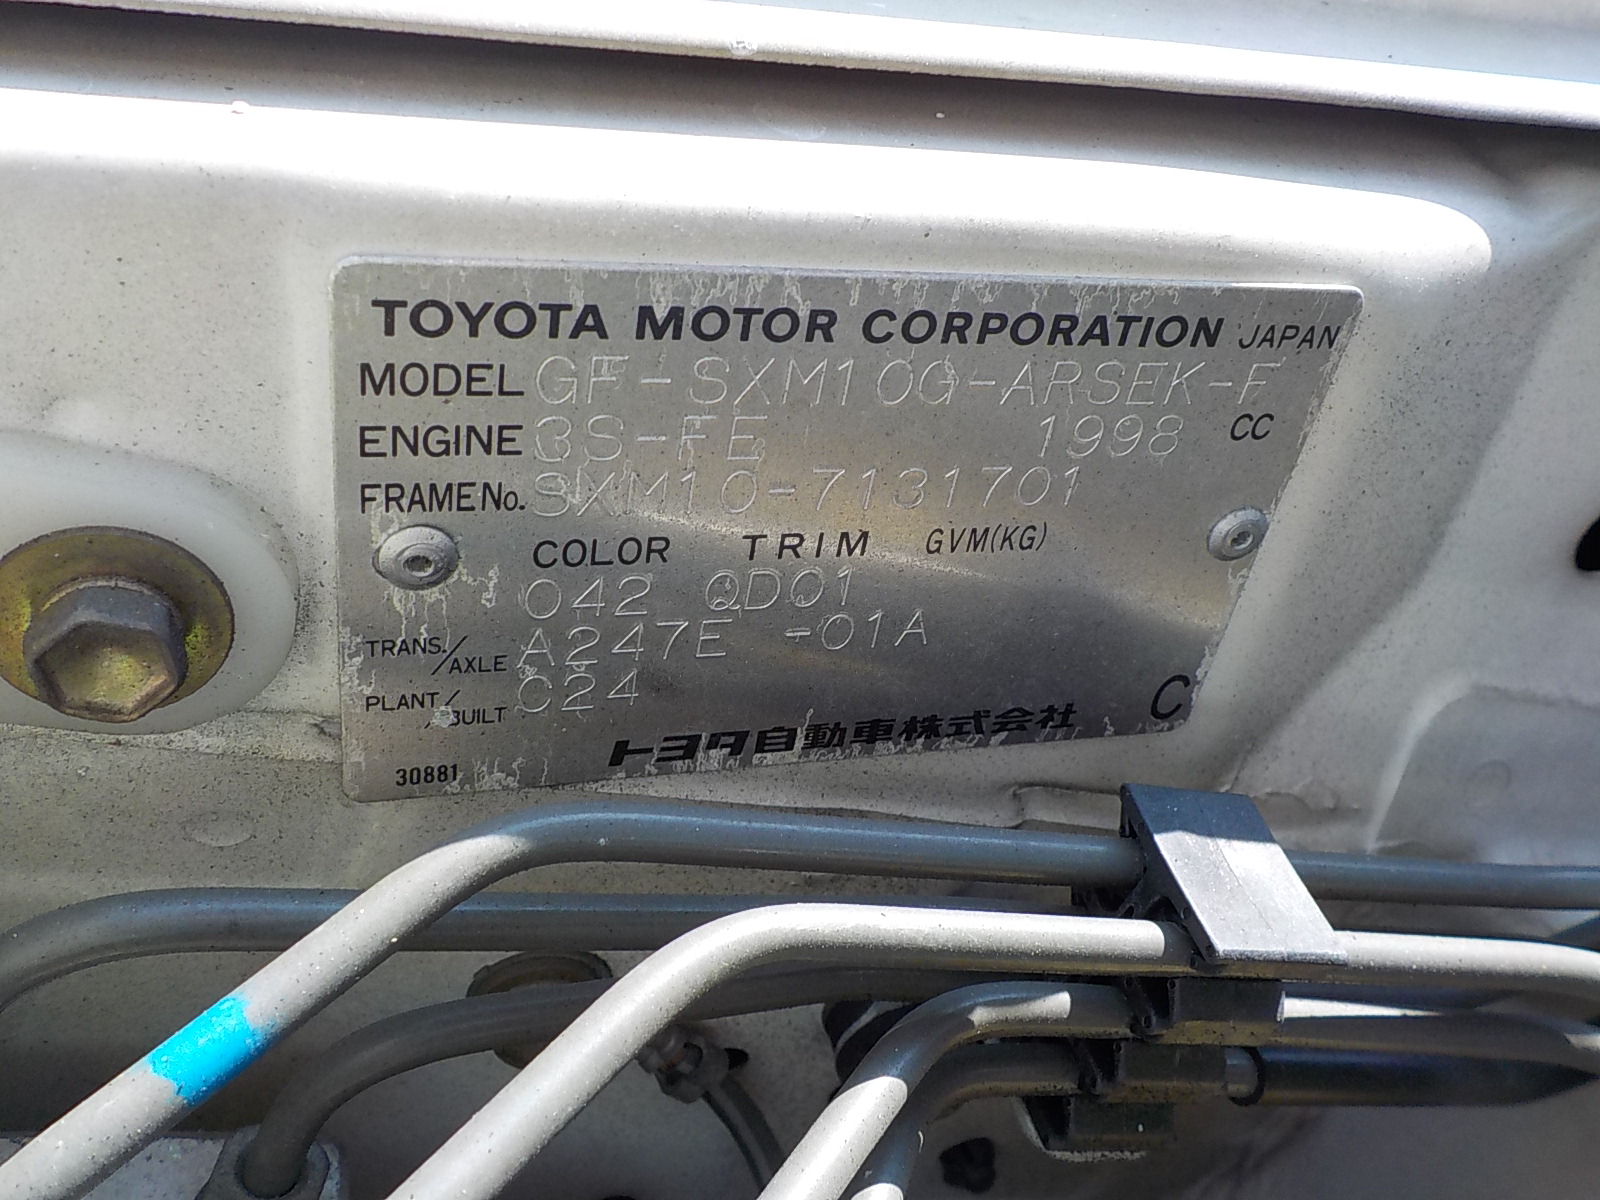 TOYOTA MOTOR CORPORATION JAPAN
MODEL GF-SXM10G-ARSEK-F
ENGINE 3S-FE 1998 CC
FRAME No. SXM10-7131701
COLOR TRIM GVM(KG)
042 QD01
TRANS./AXLE A247E -01A
PLANT/BUILT C24
C
トヨタ自動車株式会社
30881